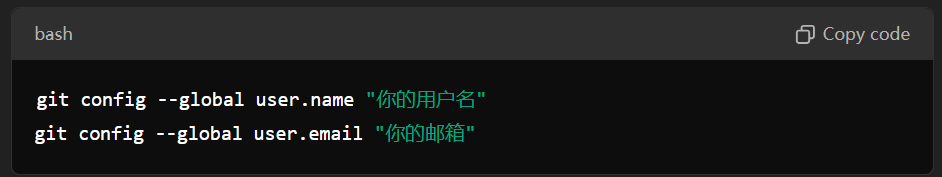 bash
Copy code
git config --global user.name "你的用户名"
git config --global user.email "你的邮箱"